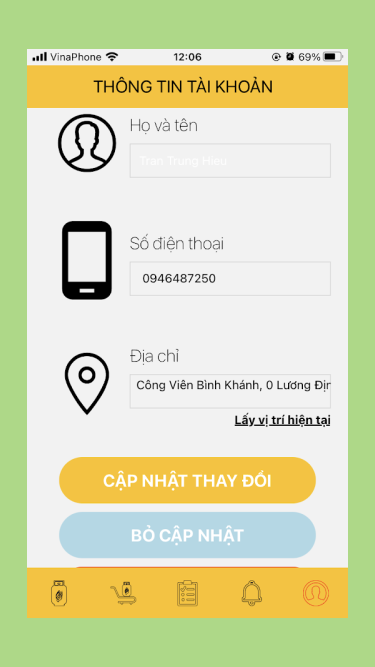 VinaPhone 12:06 69%
THÔNG TIN TÀI KHOẢN
Họ và tên
Tran Trung Hieu
Số điện thoại
0946487250
Địa chỉ
Công Viên Bình Khánh, 0 Lương Địn
Lấy vị trí hiện tại
CẬP NHẬT THAY ĐỔI
BỎ CẬP NHẬT